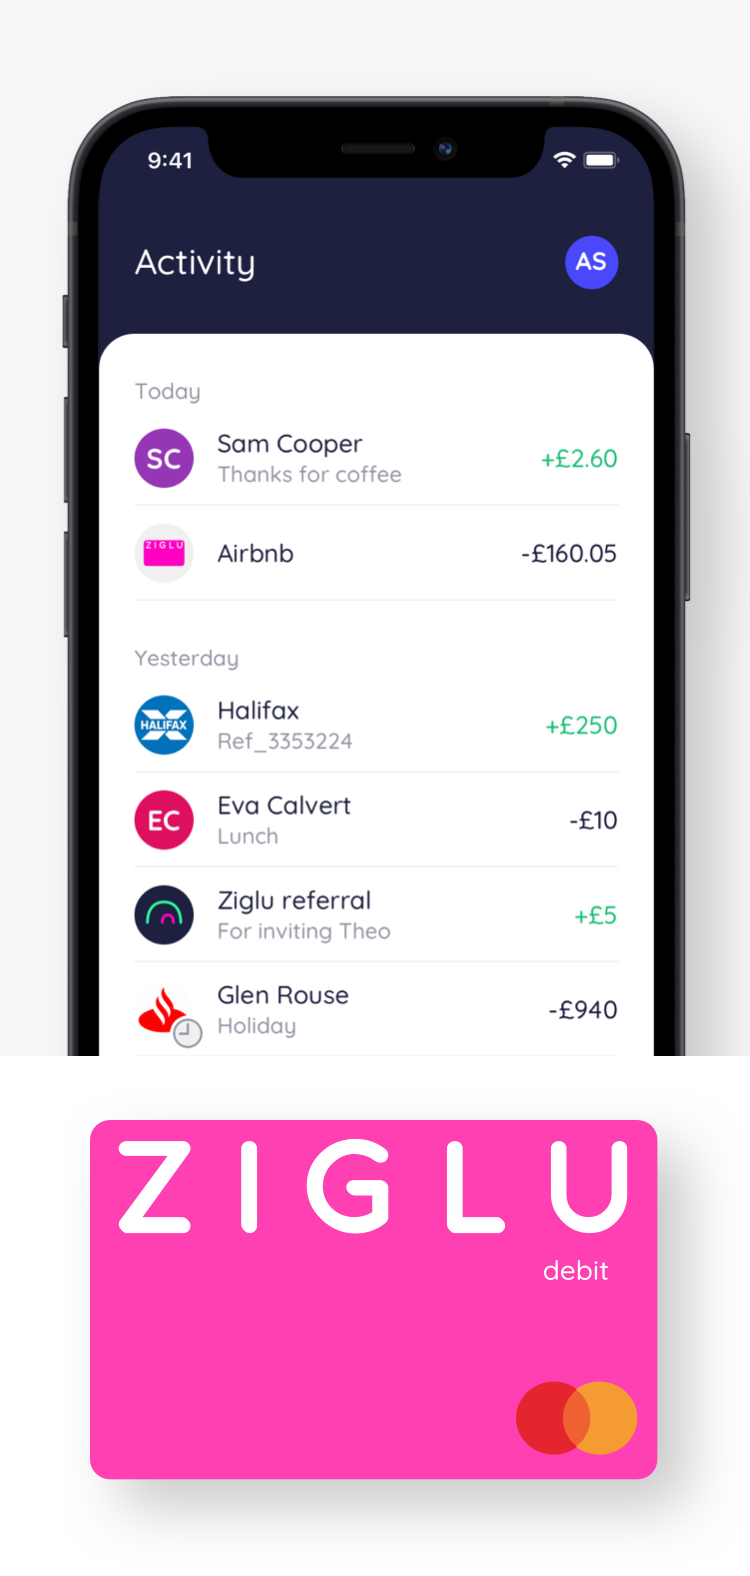 9:41
Activity
AS
Today
SC
Sam Cooper
+£2.60
Thanks for coffee
ZIGLU
Airbnb
-£160.05
Yesterday
HALIFAX
Halifax
+£250
Ref_3353224
EC
Eva Calvert
-£10
Lunch
Ziglu referral
+£5
For inviting Theo
Glen Rouse
-£940
Holiday
ZIGLU
debit